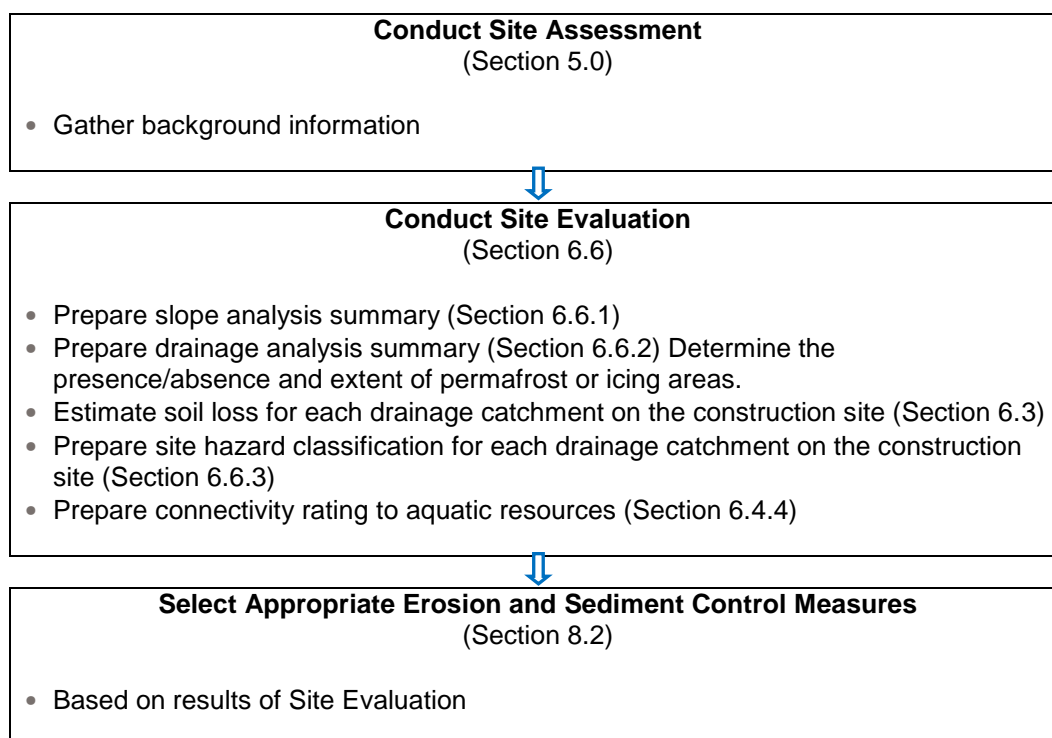 Conduct Site Assessment
(Section 5.0)
• Gather background information
Conduct Site Evaluation
(Section 6.6)
• Prepare slope analysis summary (Section 6.6.1)
• Prepare drainage analysis summary (Section 6.6.2) Determine the
presence/absence and extent of permafrost or icing areas.
• Estimate soil loss for each drainage catchment on the construction site (Section 6.3)
• Prepare site hazard classification for each drainage catchment on the construction
site (Section 6.6.3)
• Prepare connectivity rating to aquatic resources (Section 6.4.4)
Select Appropriate Erosion and Sediment Control Measures
(Section 8.2)
• Based on results of Site Evaluation